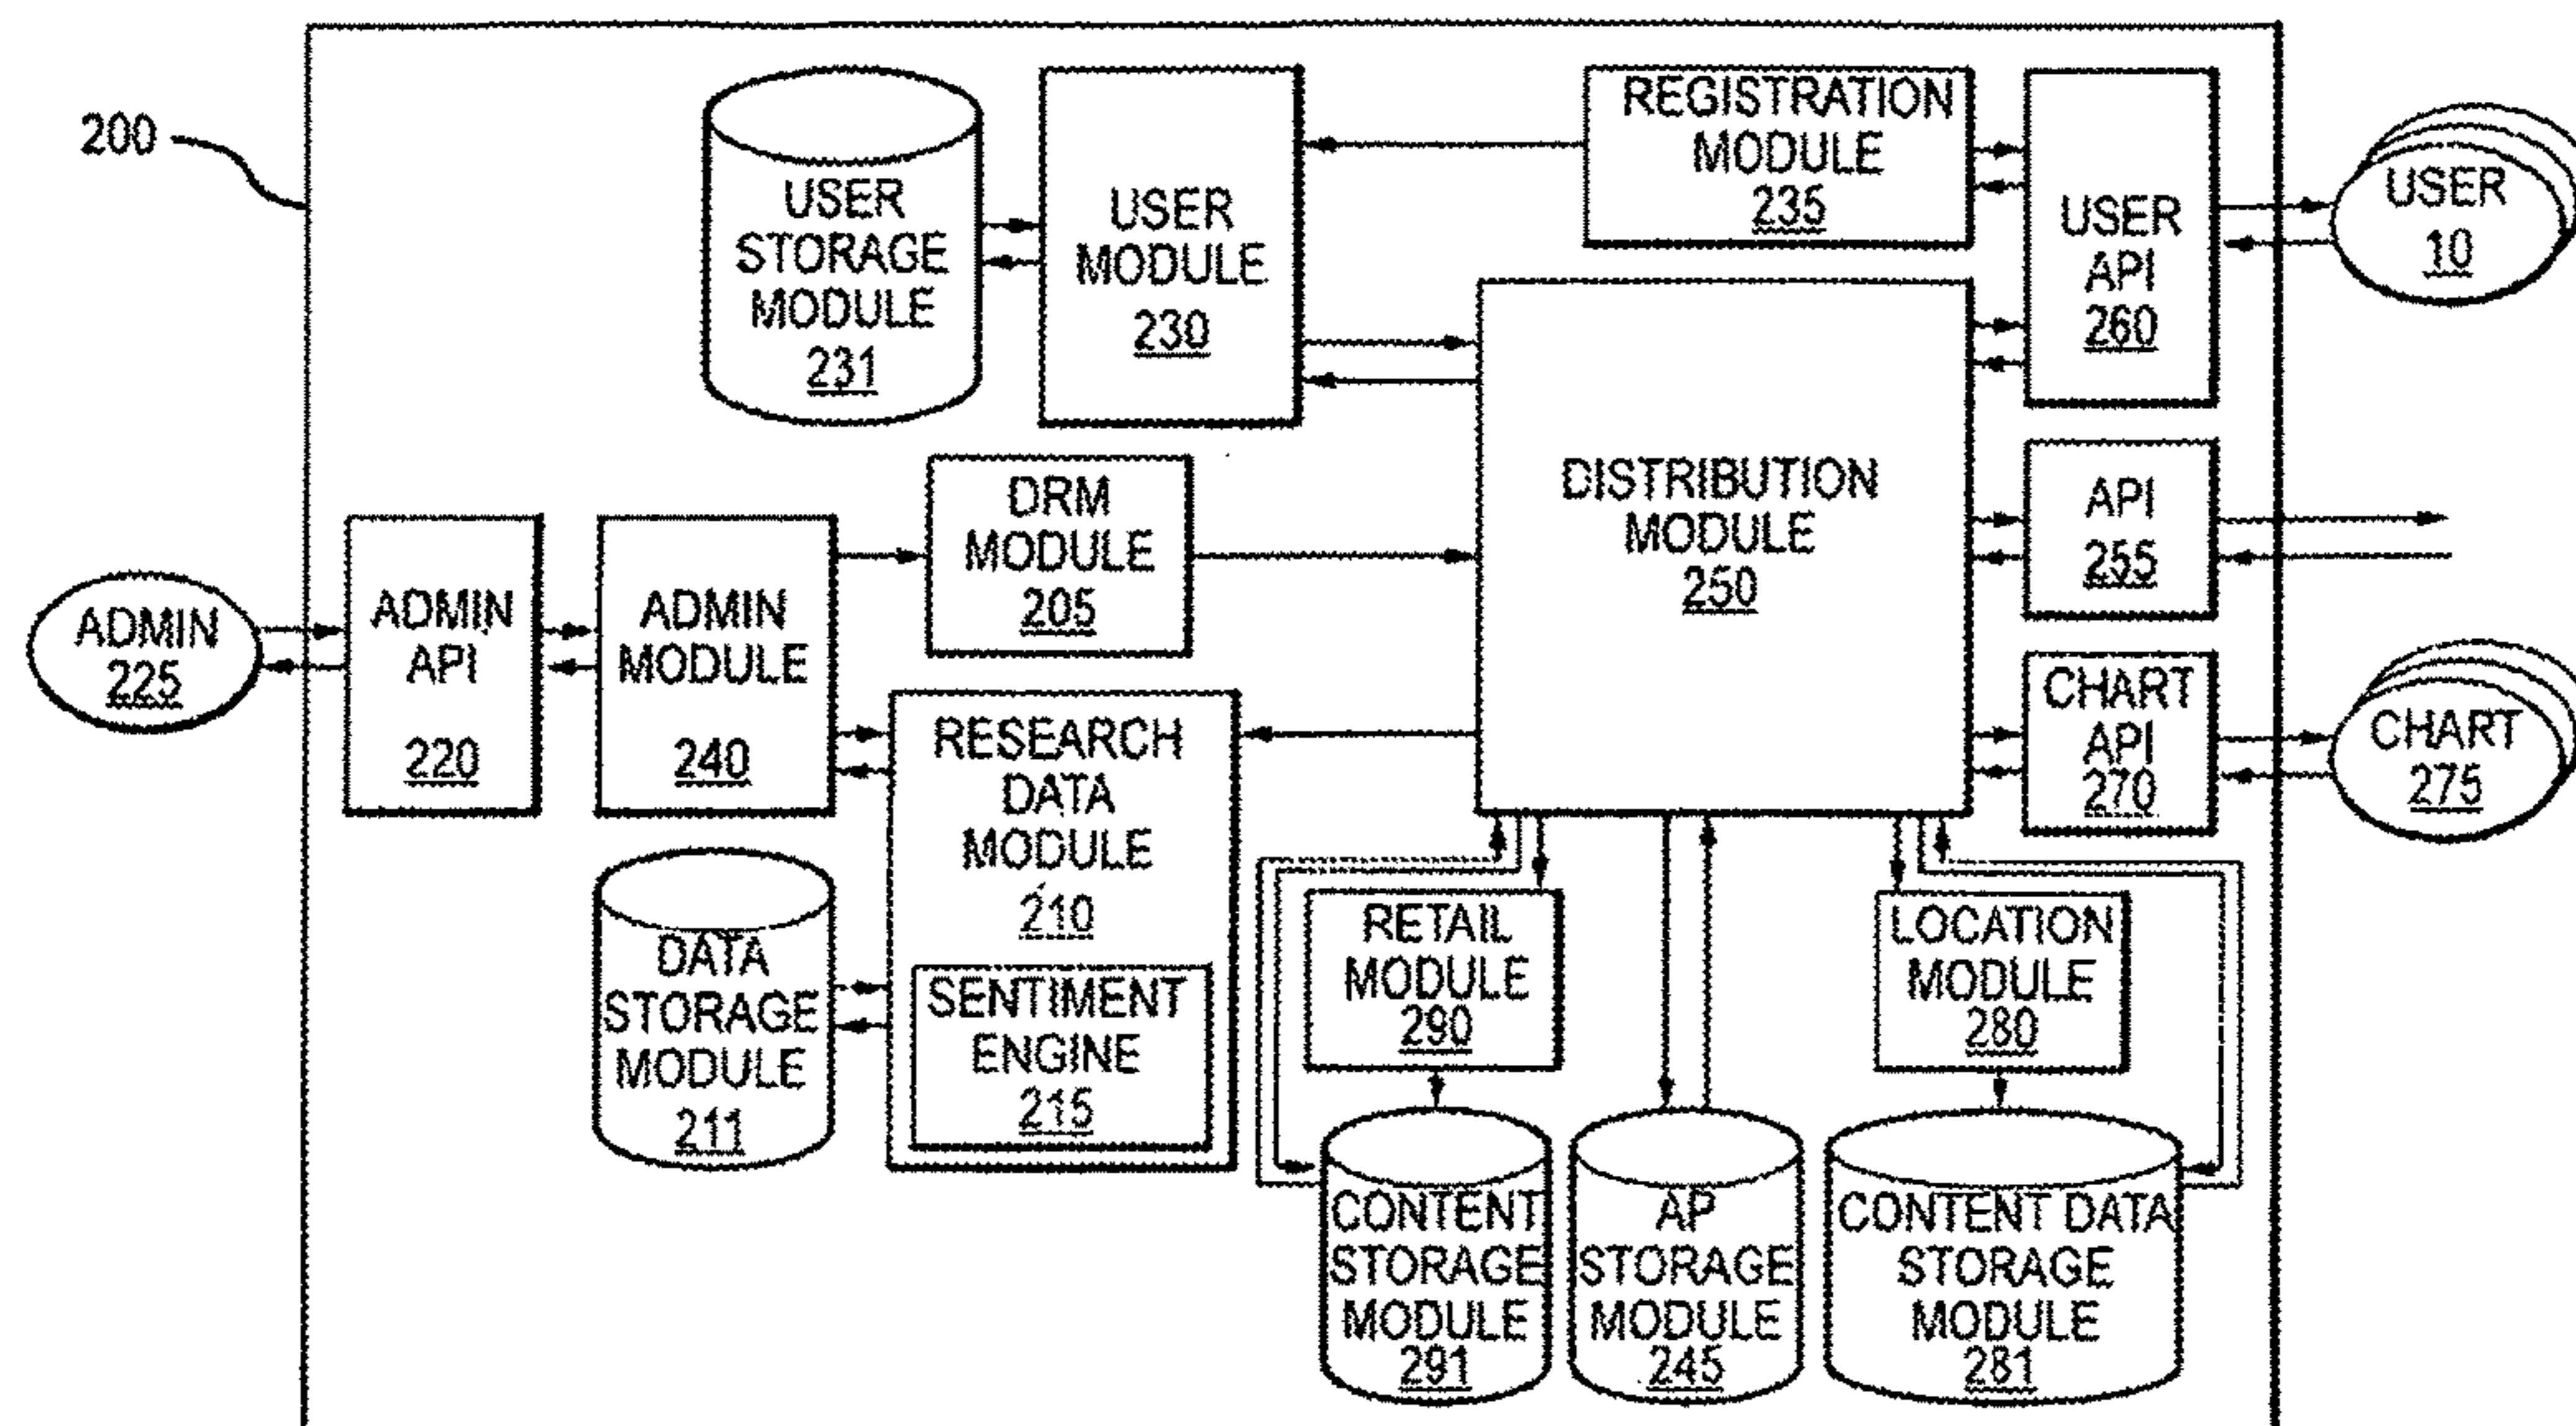 200
USER
STORAGE
MODULE
231
USER
MODULE
230
REGISTRATION
MODULE
235
USER
API
260
USER
10
DISTRIBUTION
MODULE
250
API
255
CHART
API
270
CHART
275
ADMIN
225
ADMIN
API
220
ADMIN
MODULE
240
DRM
MODULE
205
RESEARCH
DATA
MODULE
210
SENTIMENT
ENGINE
215
DATA
STORAGE
MODULE
211
RETAIL
MODULE
290
LOCATION
MODULE
280
CONTENT
STORAGE
MODULE
291
AP
STORAGE
MODULE
245
CONTENT DATA
STORAGE
MODULE
281